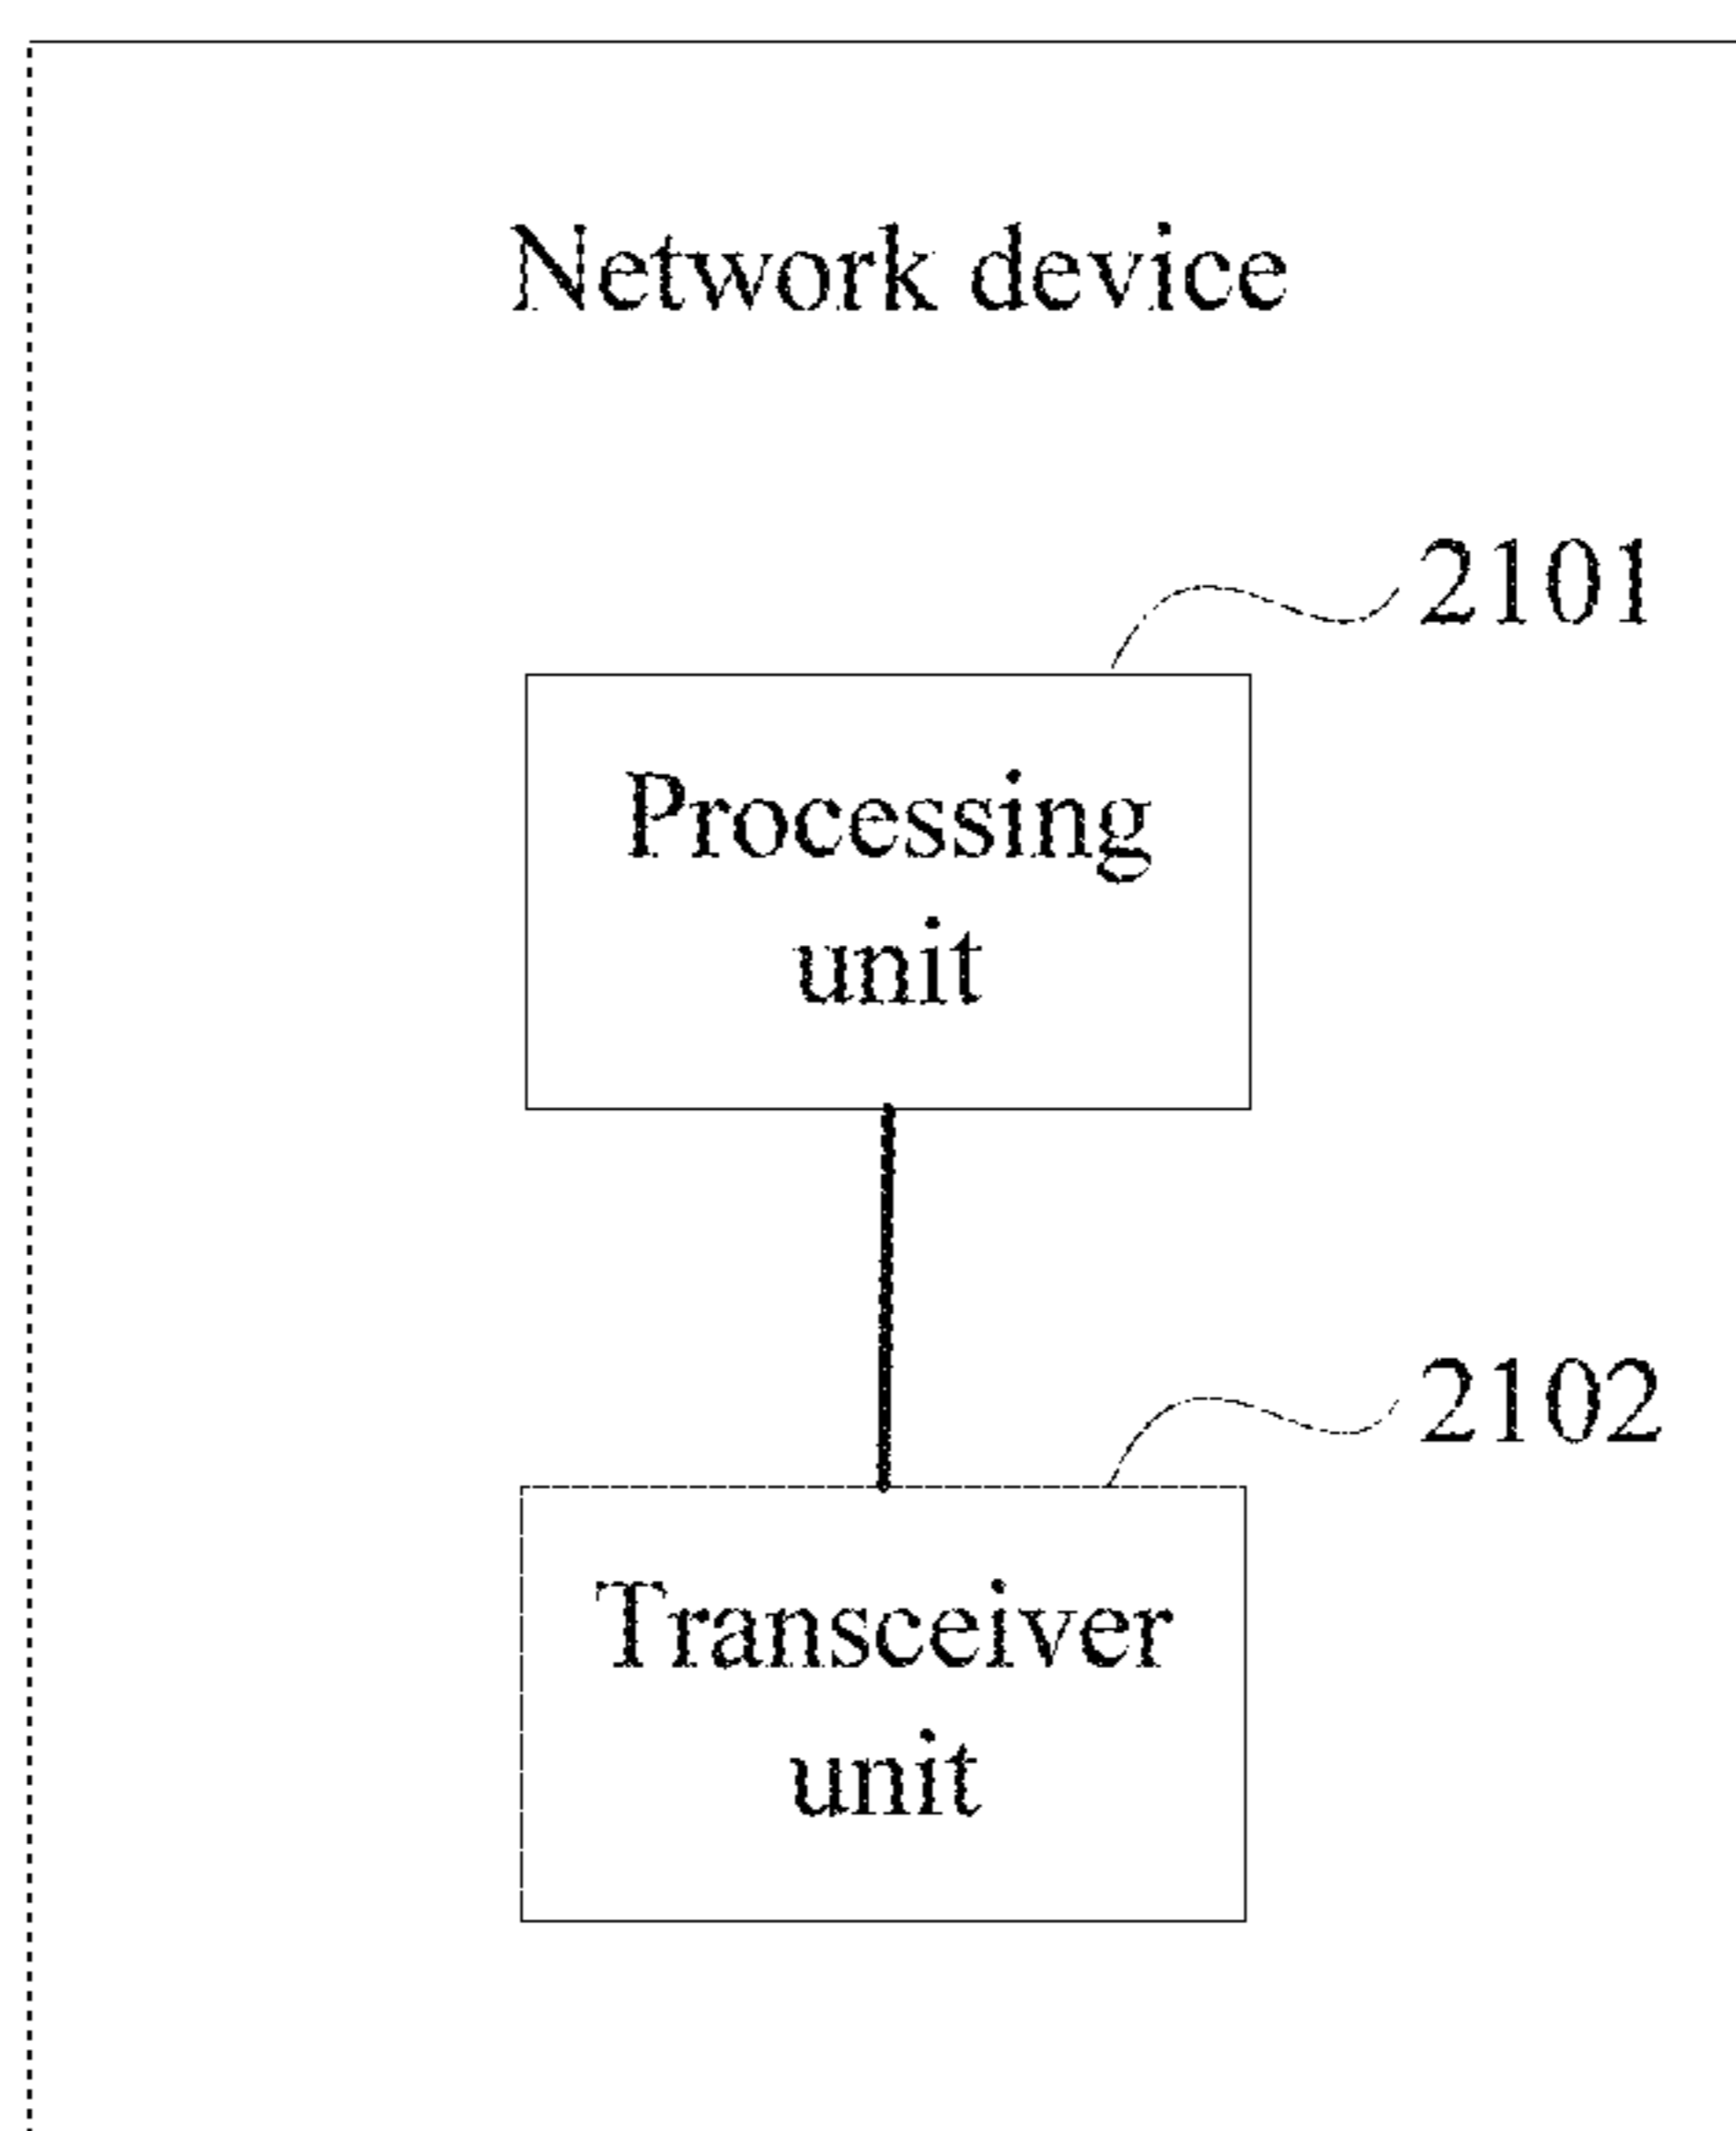 Network device
2101
Processing
unit
2102
Transceiver
unit